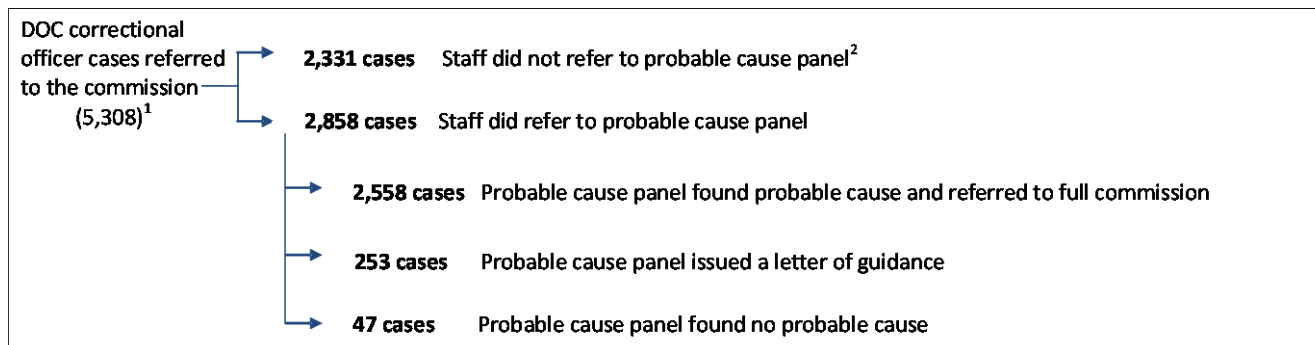 DOC correctional
officer cases referred
to the commission
(5,308)¹
2,331 cases Staff did not refer to probable cause panel²
2,858 cases Staff did refer to probable cause panel
2,558 cases Probable cause panel found probable cause and referred to full commission
253 cases Probable cause panel issued a letter of guidance
47 cases Probable cause panel found no probable cause